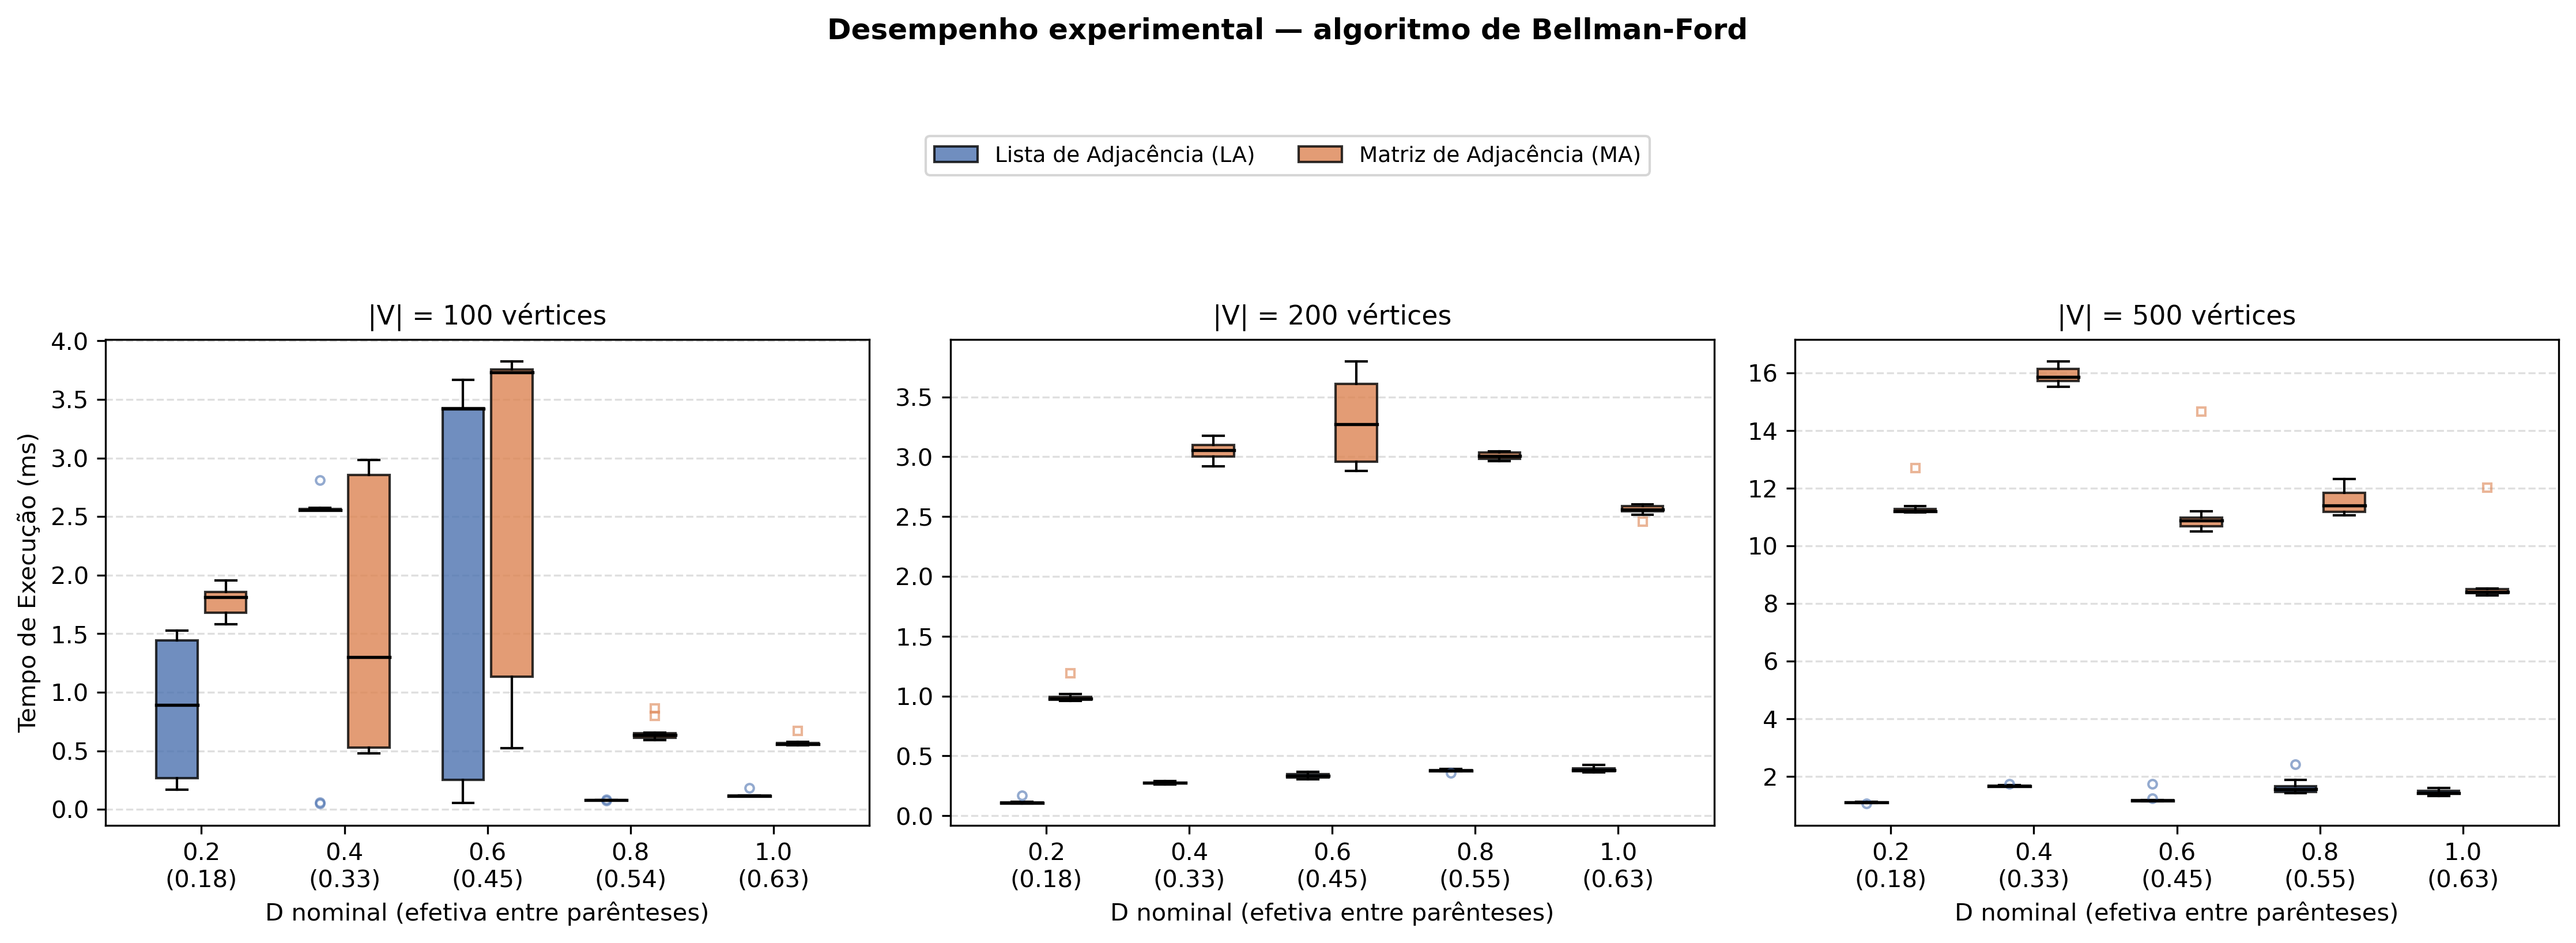 Desempenho experimental — algoritmo de Bellman-Ford
Lista de Adjacência (LA) Matriz de Adjacência (MA)
|V| = 100 vértices
Tempo de Execução (ms)
4.0
3.5
3.0
2.5
2.0
1.5
1.0
0.5
0.0
0.2 0.4 0.6 0.8 1.0
(0.18) (0.33) (0.45) (0.54) (0.63)
D nominal (efetiva entre parênteses)
|V| = 200 vértices
3.5
3.0
2.5
2.0
1.5
1.0
0.5
0.0
0.2 0.4 0.6 0.8 1.0
(0.18) (0.33) (0.45) (0.55) (0.63)
D nominal (efetiva entre parênteses)
|V| = 500 vértices
16
14
12
10
8
6
4
2
0.2 0.4 0.6 0.8 1.0
(0.18) (0.33) (0.45) (0.55) (0.63)
D nominal (efetiva entre parênteses)